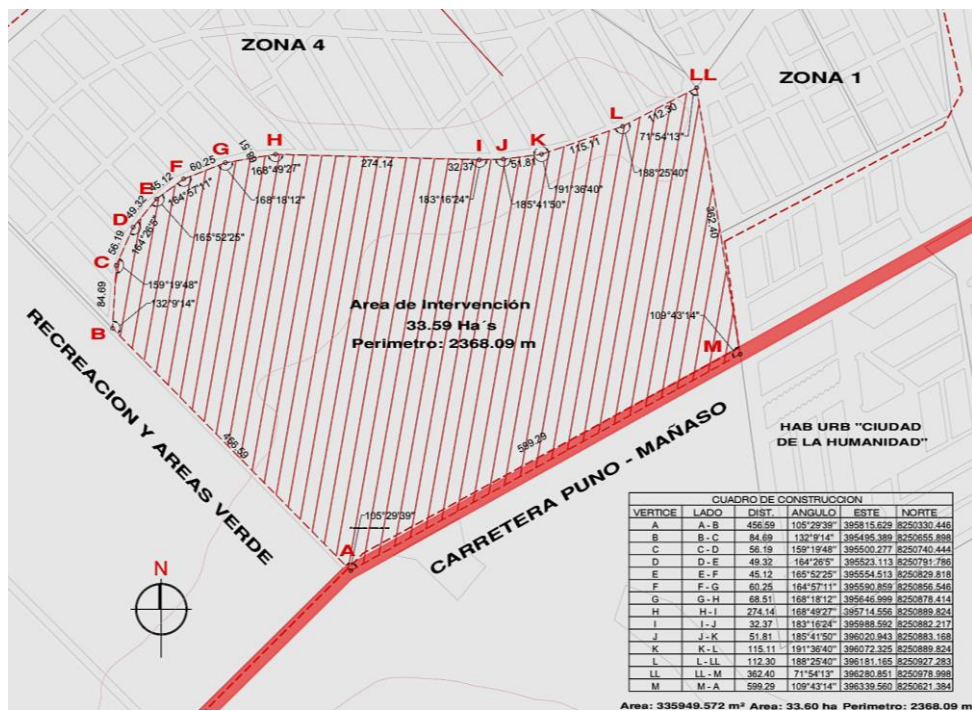 ZONA 4
ZONA 1
LL
L
K
J
I
H
G
F
E
D
C
B
A
M
112.30
71°54'13"
115.11
188°25'40"
51.81
191°36'40"
185°41'50"
32.37
183°16'24"
274.14
68.51
168°49'27"
60.25
168°18'12"
45.12
164°57'11"
49.32
165°52'25"
164°26'5"
56.19
159°19'48"
84.69
132°9'14"
362.40
109°43'14"
Area de Intervención
33.59 Ha´s
Perimetro: 2368.09 m
RECREACION Y AREAS VERDE
456.59
599.29
105°29'39"
CARRETERA PUNO - MAÑASO
HAB URB "CIUDAD
DE LA HUMANIDAD"
N
CUADRO DE CONSTRUCCION
VERTICE LADO DIST. ANGULO ESTE NORTE
A A - B 456.59 105°29'39" 395815.629 8250330.446
B B - C 84.69 132°9'14" 395495.389 8250655.898
C C - D 56.19 159°19'48" 395500.277 8250740.444
D D - E 49.32 164°26'5" 395523.113 8250791.786
E E - F 45.12 165°52'25" 395554.513 8250829.818
F F - G 60.25 164°57'11" 395590.859 8250856.546
G G - H 68.51 168°18'12" 395646.999 8250878.414
H H - I 274.14 168°49'27" 395714.556 8250889.824
I I - J 32.37 183°16'24" 395988.592 8250882.217
J J - K 51.81 185°41'50" 396020.943 8250883.168
K K - L 115.11 191°36'40" 396072.325 8250889.824
L L - LL 112.30 188°25'40" 396181.165 8250927.283
LL LL - M 362.40 71°54'13" 396280.851 8250978.998
M M - A 599.29 109°43'14" 396339.560 8250621.384
Area: 335949.572 m² Area: 33.60 ha Perimetro: 2368.09 m